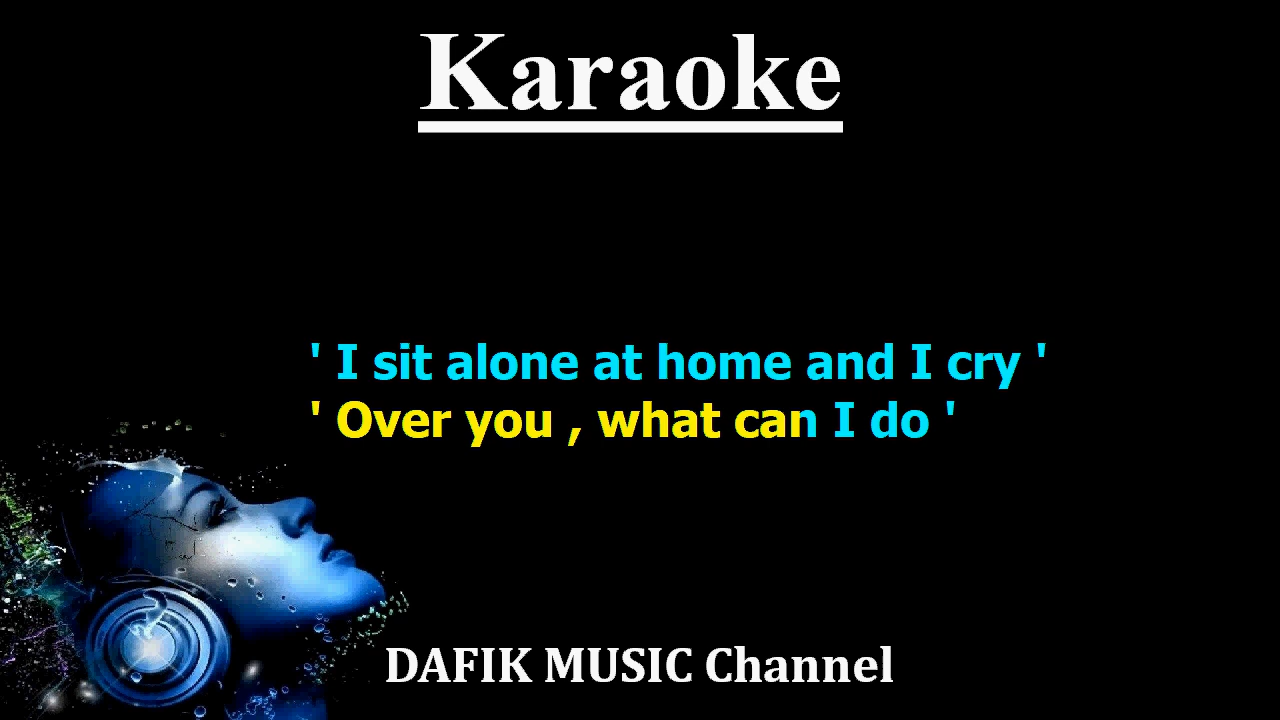 Karaoke
' I sit alone at home and I cry '
' Over you , what can I do '
DAFIK MUSIC Channel